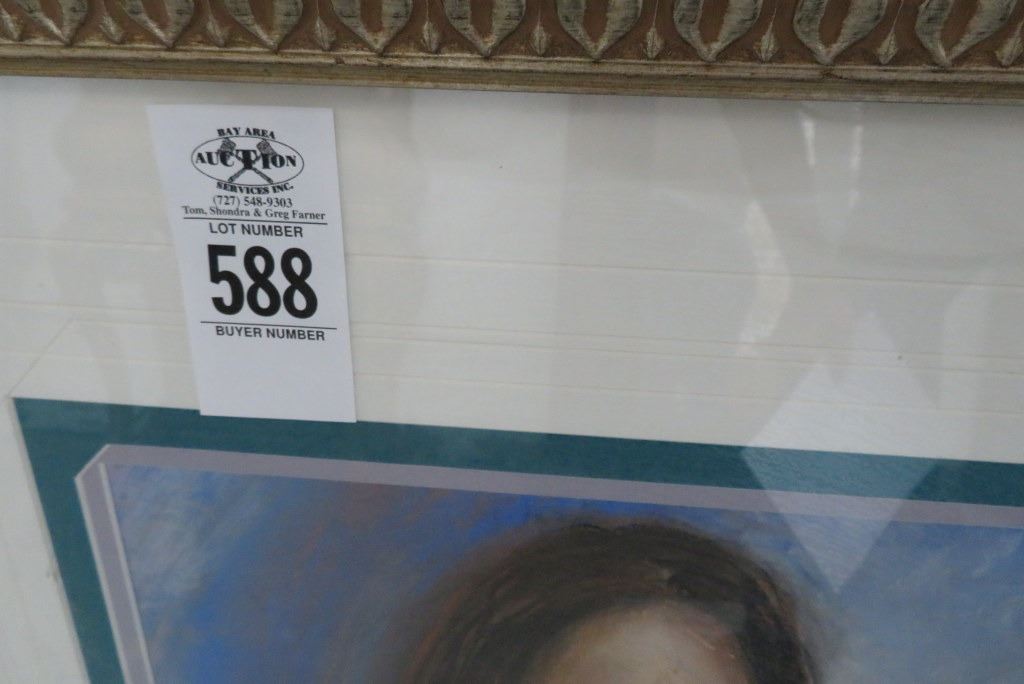 BAY AREA
AUCTION
SERVICES INC.
(727) 548-9303
Tom, Shondra & Greg Farner
LOT NUMBER
588
BUYER NUMBER